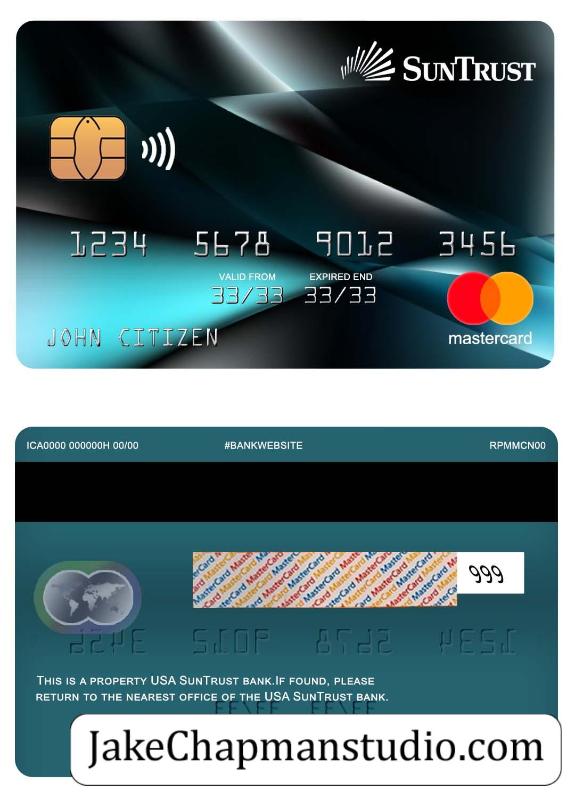 SUNTRUST
1234 5678 9012 3456
VALID FROM EXPIRED END
33/33 33/33
JOHN CITIZEN
mastercard
ICA0000 000000H 00/00 #BANKWEBSITE RPMMCN00
MasterCard MasterCard MasterCard
999
THIS IS A PROPERTY USA SUNTRUST BANK.IF FOUND, PLEASE
RETURN TO THE NEAREST OFFICE OF THE USA SUNTRUST BANK.
JakeChapmanstudio.com